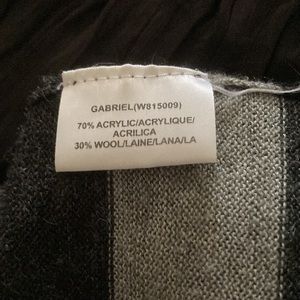 GABRIEL(W815009)
70% ACRYLIC/ACRYLIQUE/
ACRILICA
30% WOOL/LAINE/LANA/LA